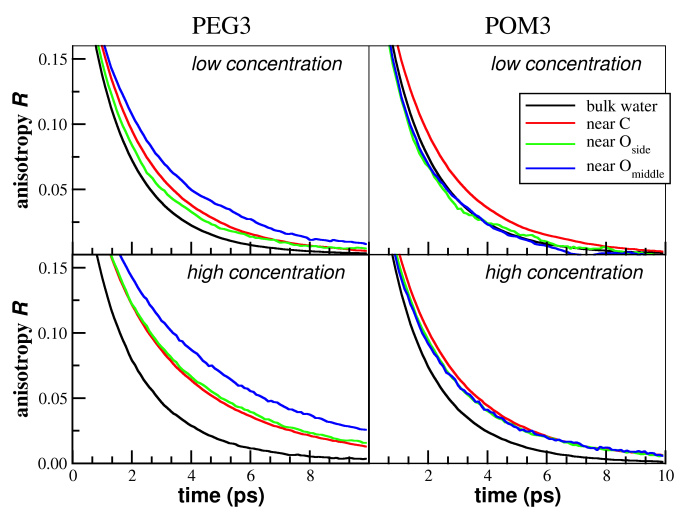 PEG3 POM3
low concentration low concentration
0.15
0.10
0.05
anisotropy R
bulk water
near C
near Oside
near Omiddle
high concentration high concentration
0.15
0.10
0.05
0.00
anisotropy R
0 2 4 6 8 2 4 6 8 10
time (ps) time (ps)